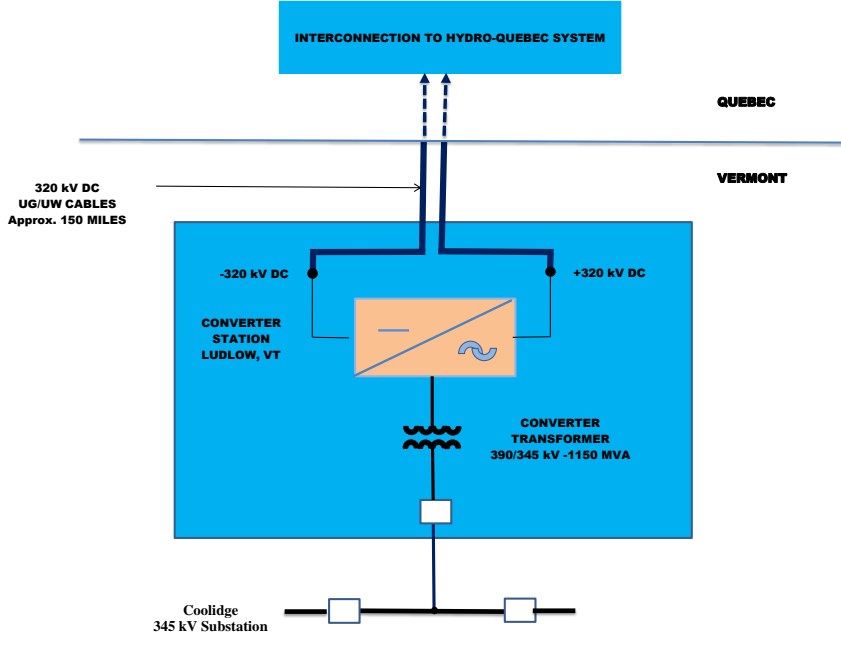 INTERCONNECTION TO HYDRO-QUEBEC SYSTEM
QUEBEC
VERMONT
320 kV DC
UG/UW CABLES
Approx. 150 MILES
-320 kV DC
+320 kV DC
CONVERTER
STATION
LUDLOW, VT
CONVERTER
TRANSFORMER
390/345 kV -1150 MVA
Coolidge
345 kV Substation